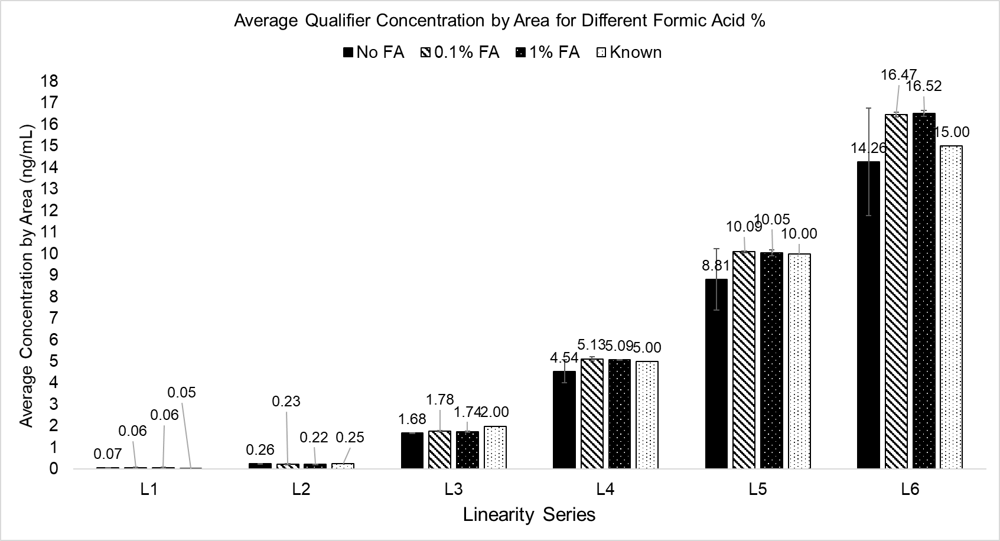 Average Qualifier Concentration by Area for Different Formic Acid %
No FA 0.1% FA 1% FA Known
Average Concentration by Area (ng/mL)
18
17
16
15
14
13
12
11
10
9
8
7
6
5
4
3
2
1
0
0.07 0.06 0.06 0.05
0.26 0.23 0.22 0.25
1.68 1.78 1.74 2.00
4.54 5.13 5.09 5.00
8.81 10.09 10.05 10.00
14.26 16.47 16.52 15.00
L1 L2 L3 L4 L5 L6
Linearity Series